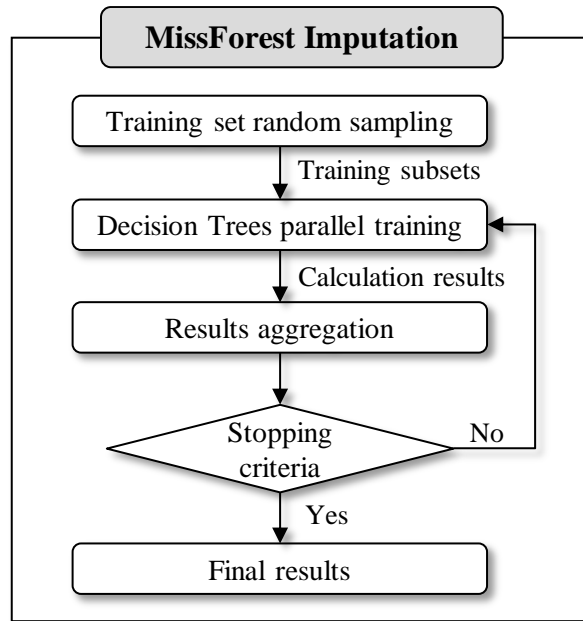 MissForest Imputation
Training set random sampling
Training subsets
Decision Trees parallel training
Calculation results
Results aggregation
Stopping
criteria
No
Yes
Final results